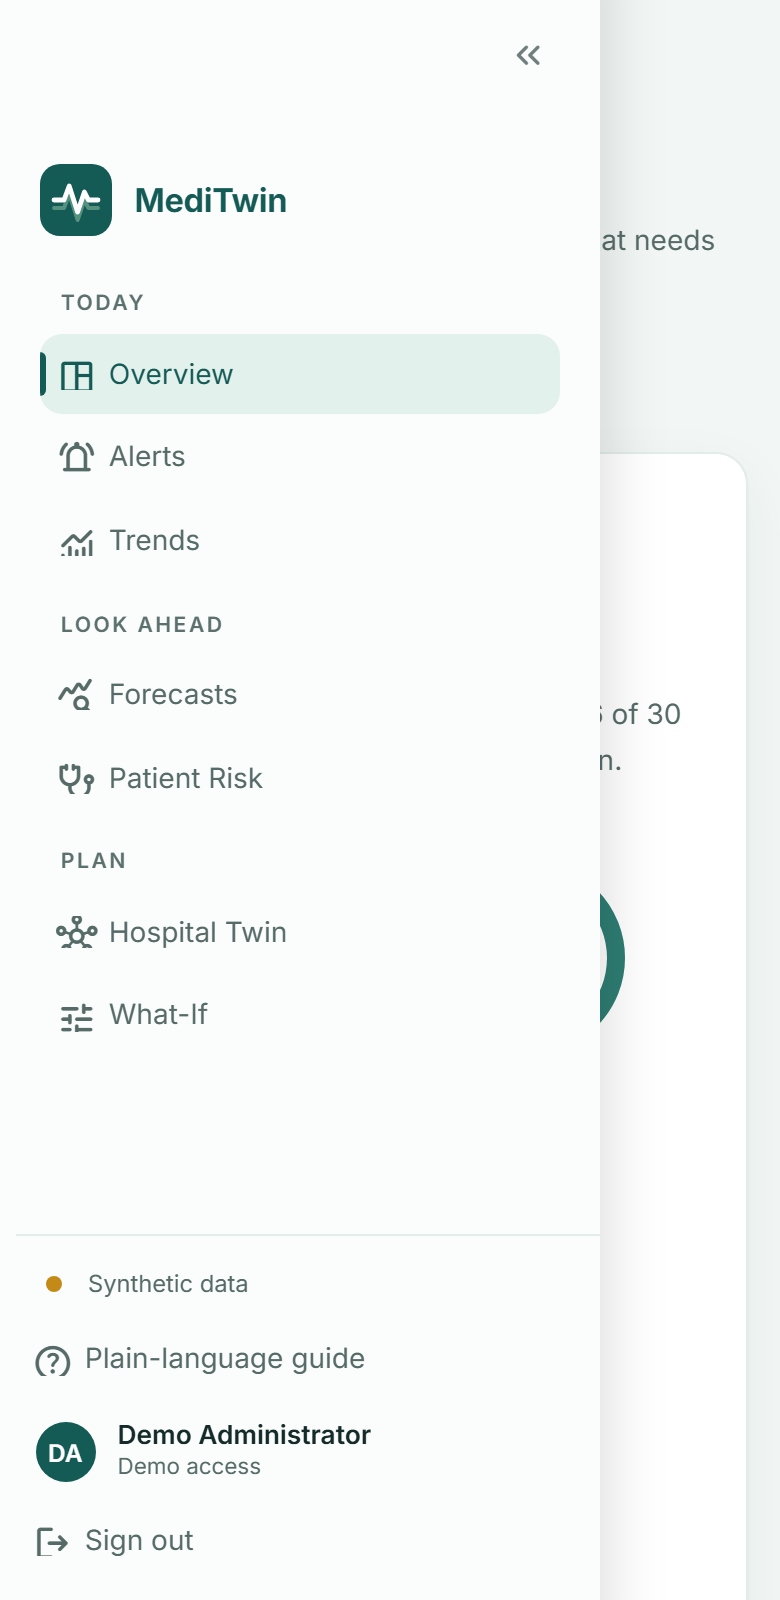 MediTwin
at needs
TODAY
Overview
Alerts
Trends
LOOK AHEAD
Forecasts
of 30
Patient Risk
n.
PLAN
Hospital Twin
What-If
Synthetic data
Plain-language guide
DA
Demo Administrator
Demo access
Sign out